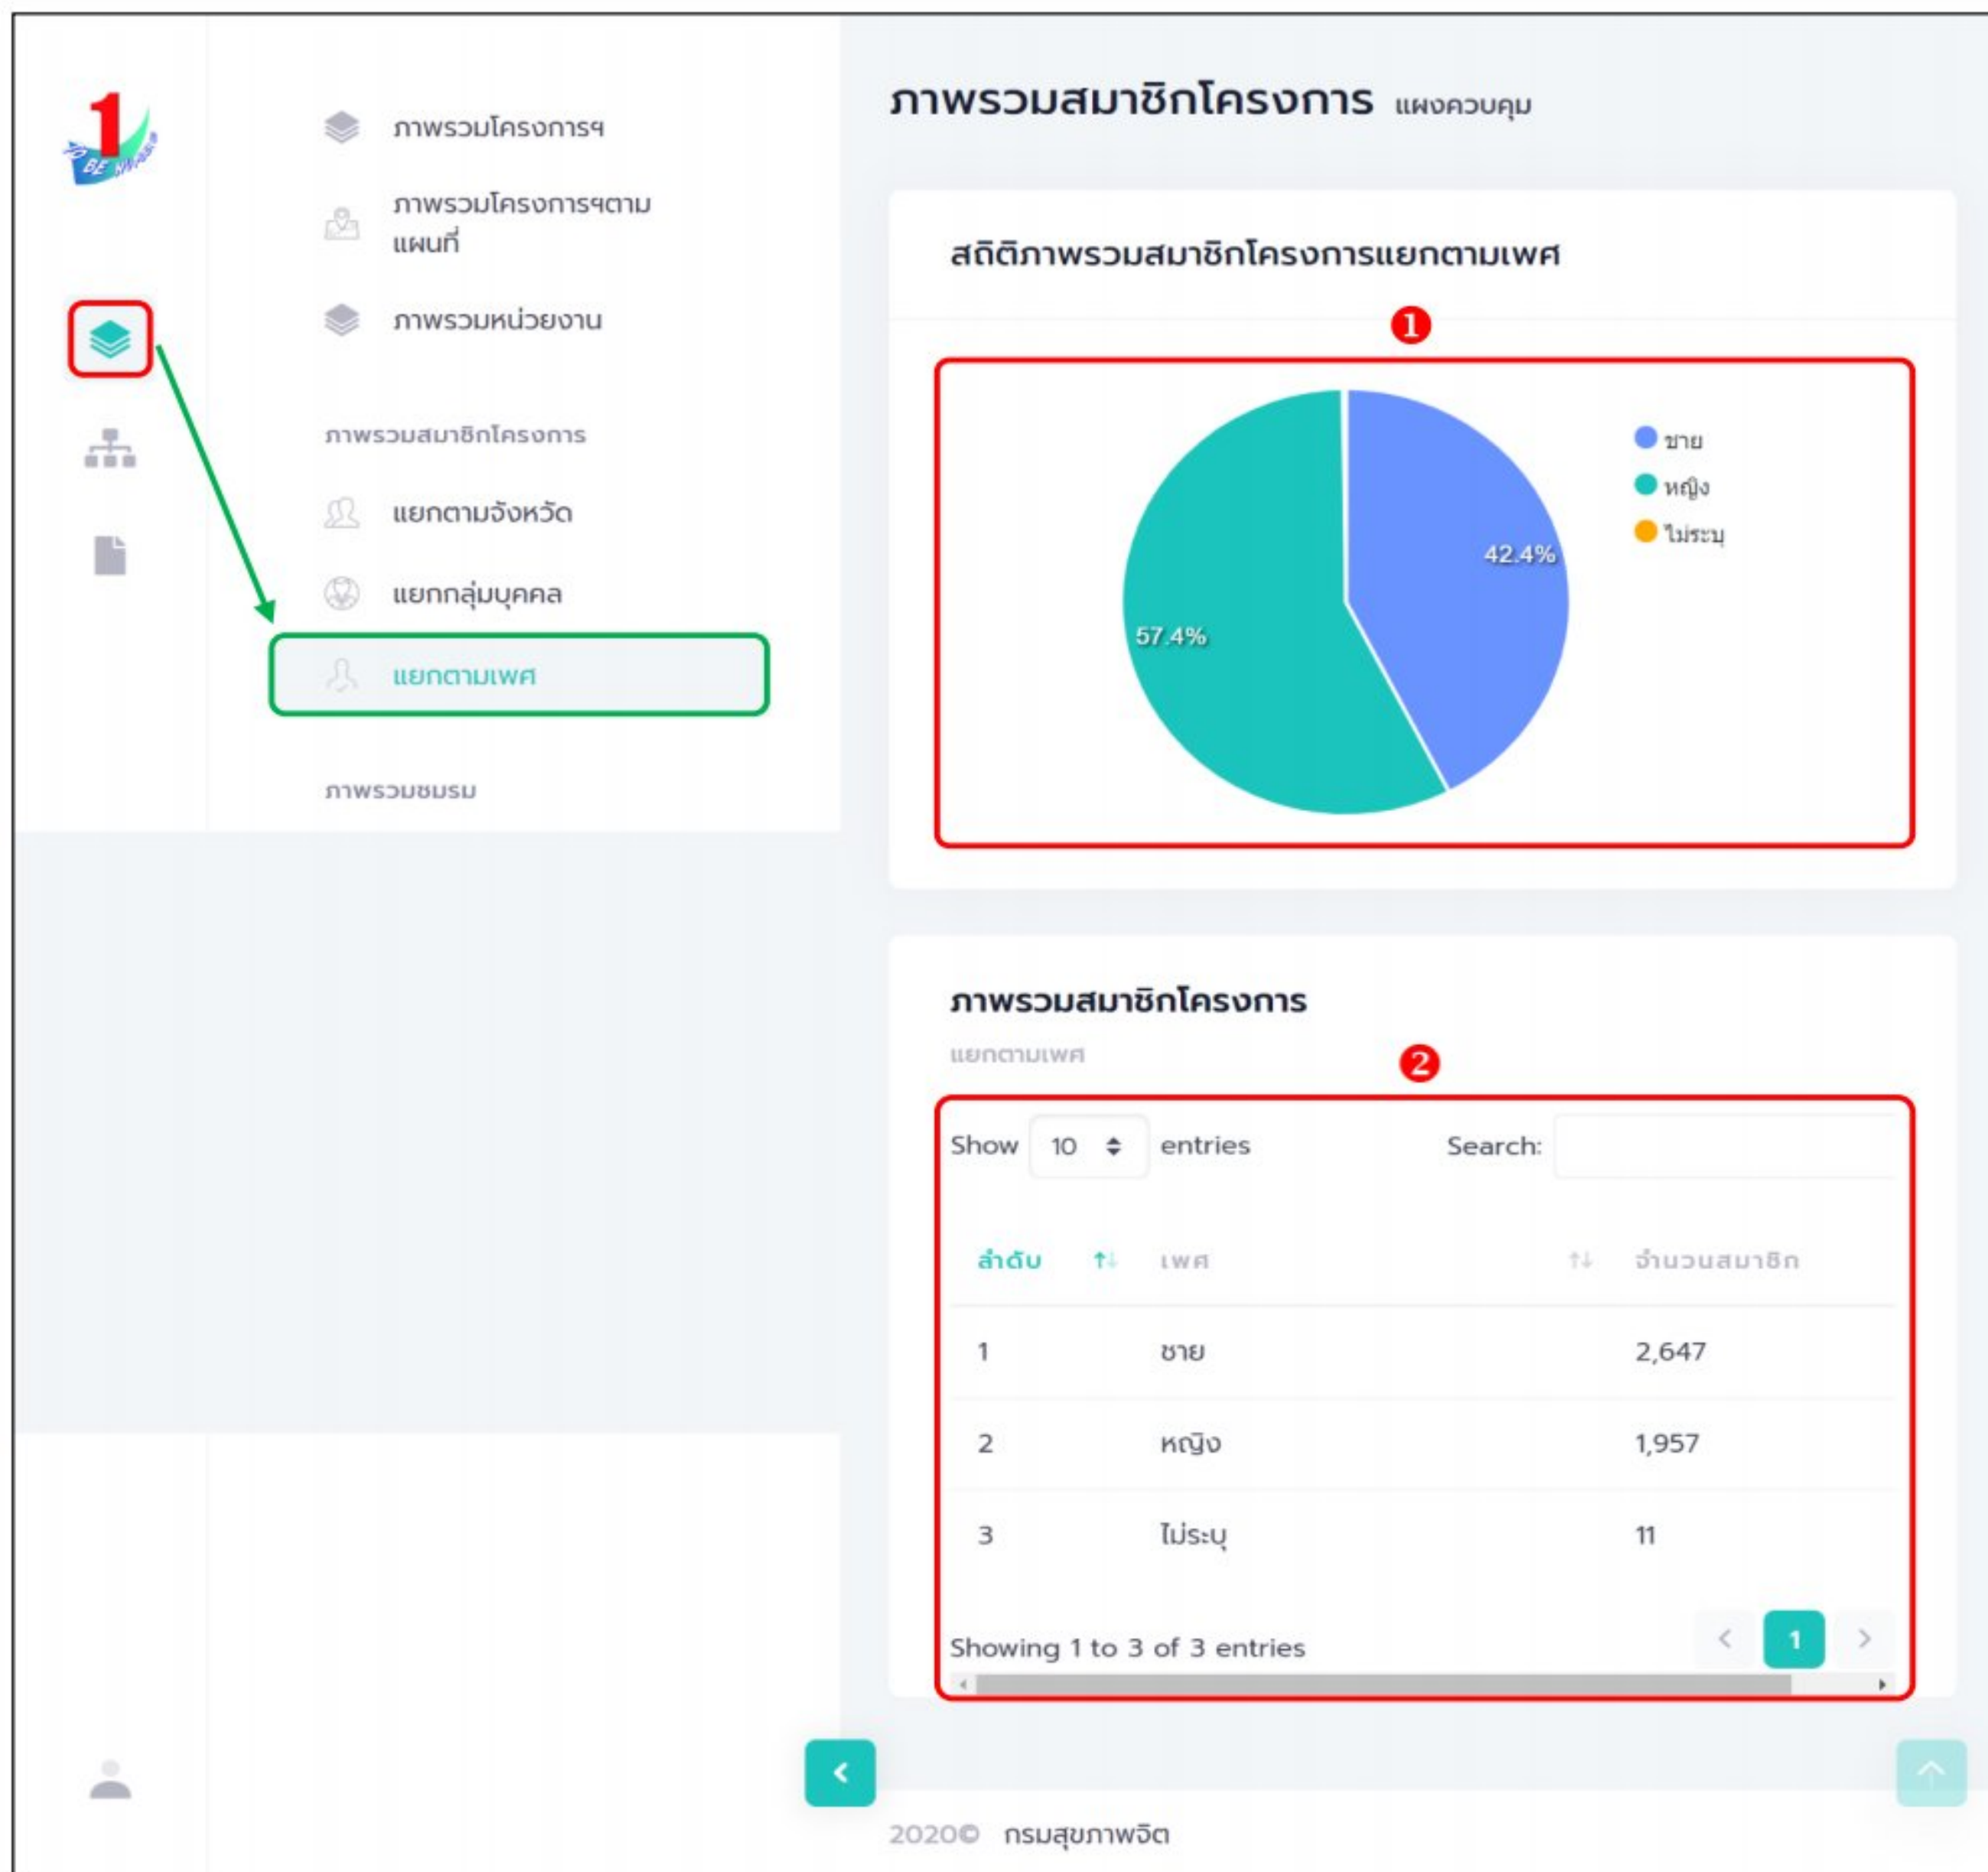 1
TO BE NUMBER
ภาพรวมโครงการฯ
ภาพรวมโครงการฯตาม
แผนที่
ภาพรวมหน่วยงาน
ภาพรวมสมาชิกโครงการ
แยกตามจังหวัด
แยกกลุ่มบุคคล
แยกตามเพศ
ภาพรวมชมรม
ภาพรวมสมาชิกโครงการ แผงควบคุม
สถิติภาพรวมสมาชิกโครงการแยกตามเพศ
1
42.4%
57.4%
ชาย
หญิง
ไม่ระบุ
ภาพรวมสมาชิกโครงการ
แยกตามเพศ
2
Show 10 entries Search:
ลำดับ เพศ จำนวนสมาชิก
1 ชาย 2,647
2 หญิง 1,957
3 ไม่ระบุ 11
Showing 1 to 3 of 3 entries < 1 >
2020© กรมสุขภาพจิต